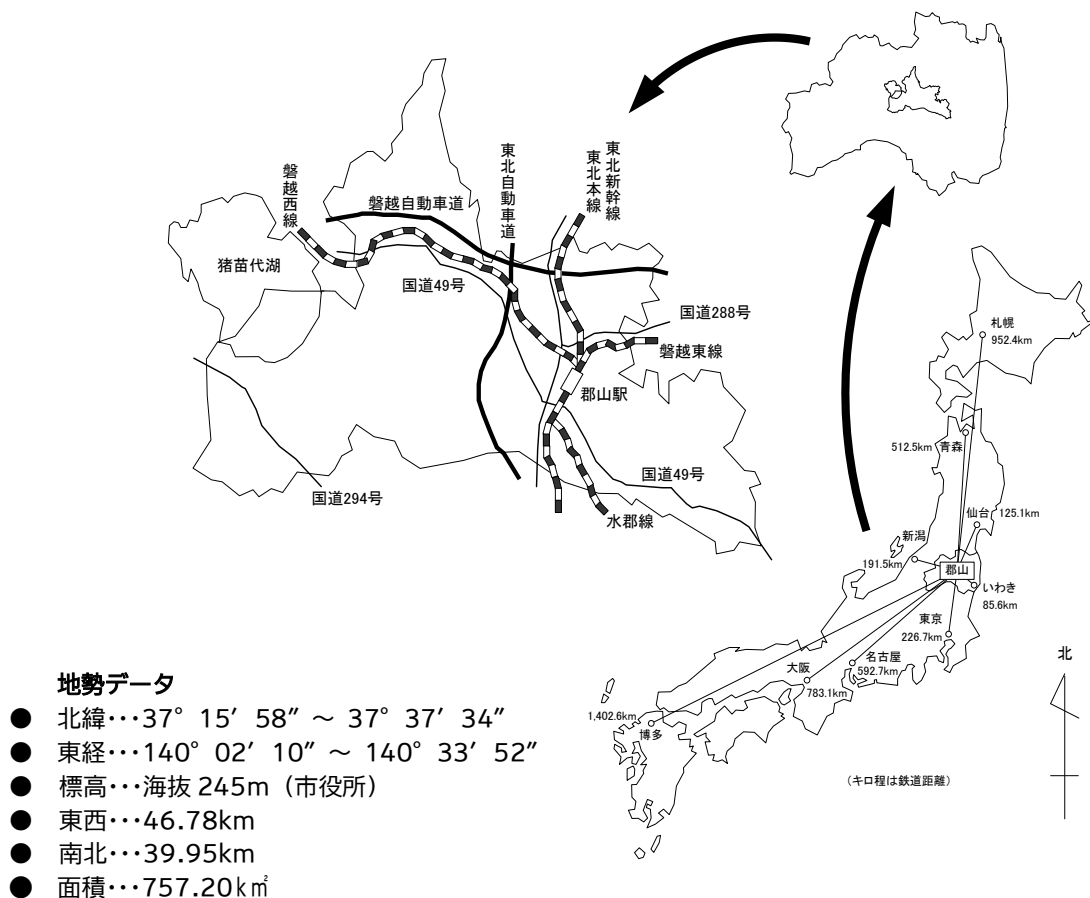 東北新幹線
東北本線
東北自動車道
磐越西線
磐越自動車道
猪苗代湖
国道49号
国道288号
磐越東線
郡山駅
国道49号
国道294号
水郡線
札幌
952.4km
512.5km 青森
仙台 125.1km
新潟
191.5km
郡山
いわき
85.6km
東京
226.7km
名古屋
592.7km
大阪
783.1km
1,402.6km
博多
北
(キロ程は鉄道距離)
地勢データ
● 北緯･･･37° 15′ 58″ ~ 37° 37′ 34″
● 東経･･･140° 02′ 10″ ~ 140° 33′ 52″
● 標高･･･海抜 245m(市役所)
● 東西･･･46.78km
● 南北･･･39.95km
● 面積･･･757.20k㎡